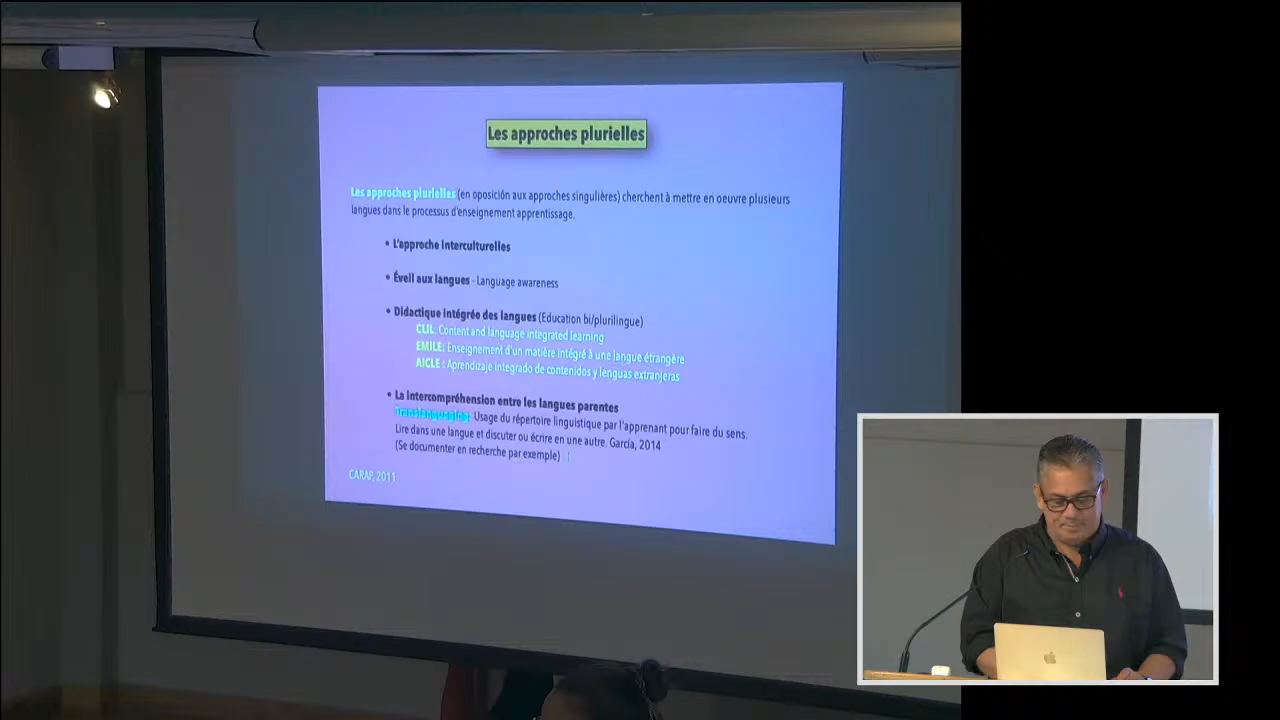 Les approches plurielles
Les approches plurielles (en oposición aux approches singulières) cherchent à mettre en oeuvre plusieurs
langues dans le processus d'enseignement apprentissage.
• L'approche interculturelles
• Éveil aux langues - Language awareness
• Didactique intégrée des langues (Education bi/plurilingue)
CLIL: Content and language integrated learning
EMILE: Enseignement d'un matière intégré à une langue étrangère
AICLE : Aprendizaje integrado de contenidos y lenguas extranjeras
• La intercompréhension entre les langues parentes
Translanguaging: Usage du répertoire linguistique par l'apprenant pour faire du sens.
Lire dans une langue et discuter ou écrire en une autre. García, 2014
(Se documenter en recherche par exemple)
CARAP, 2011